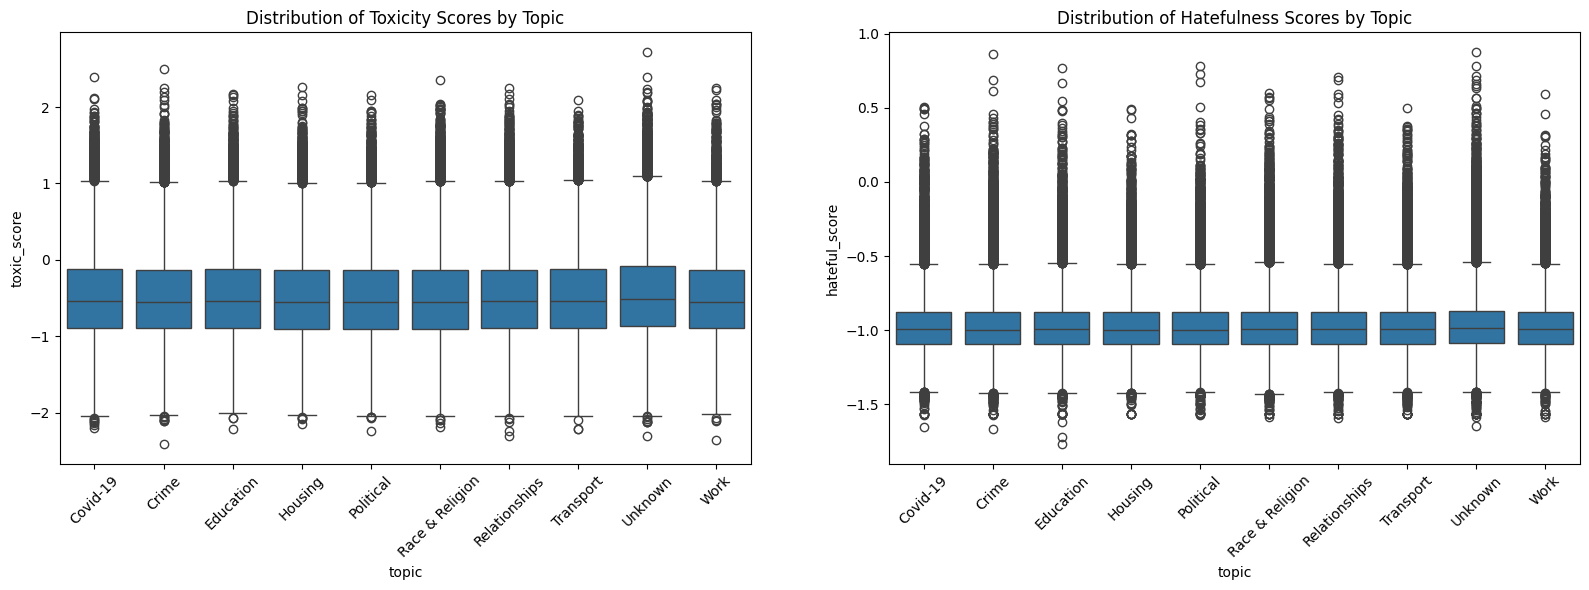 Distribution of Toxicity Scores by Topic
toxic_score
2
1
0
−1
−2
Covid-19
Crime
Education
Housing
Political
Race & Religion
Relationships
Transport
Unknown
Work
topic
Distribution of Hatefulness Scores by Topic
hateful_score
1.0
0.5
0.0
−0.5
−1.0
−1.5
Covid-19
Crime
Education
Housing
Political
Race & Religion
Relationships
Transport
Unknown
Work
topic